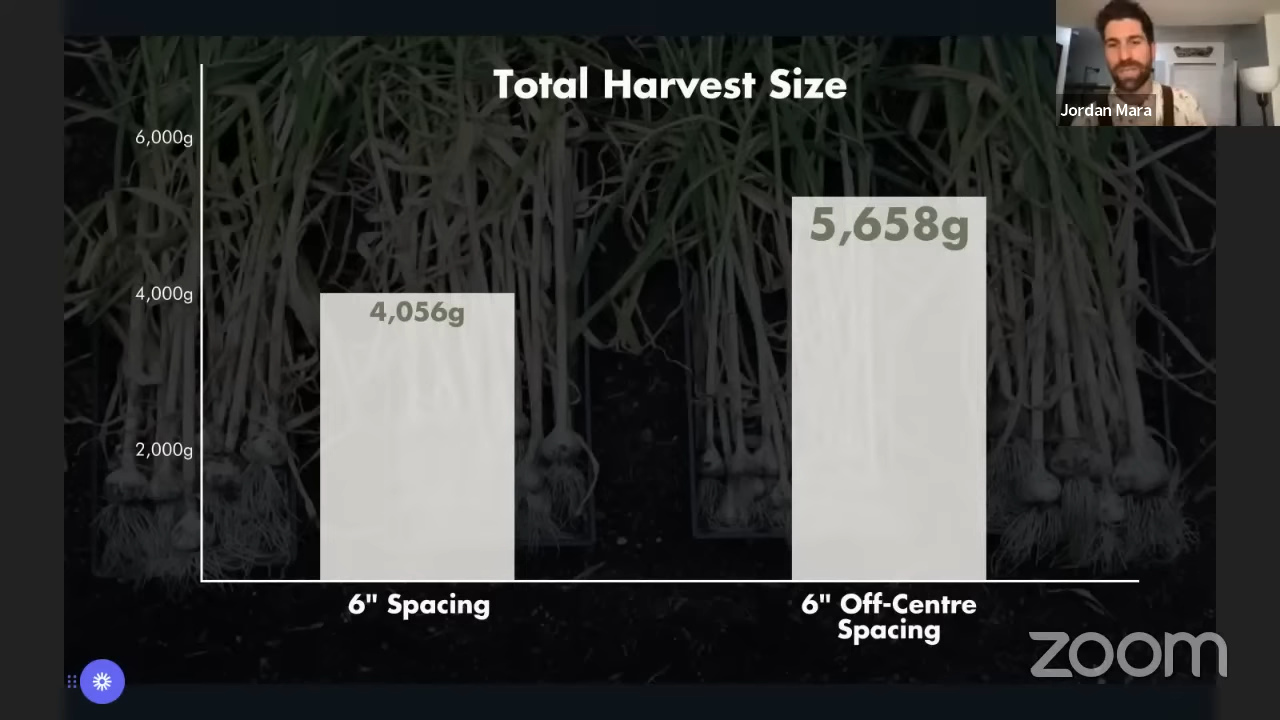 Total Harvest Size
Jordan Mara
6,000g
4,000g
2,000g
4,056g
5,658g
6" Spacing
6" Off-Centre
Spacing
zoom